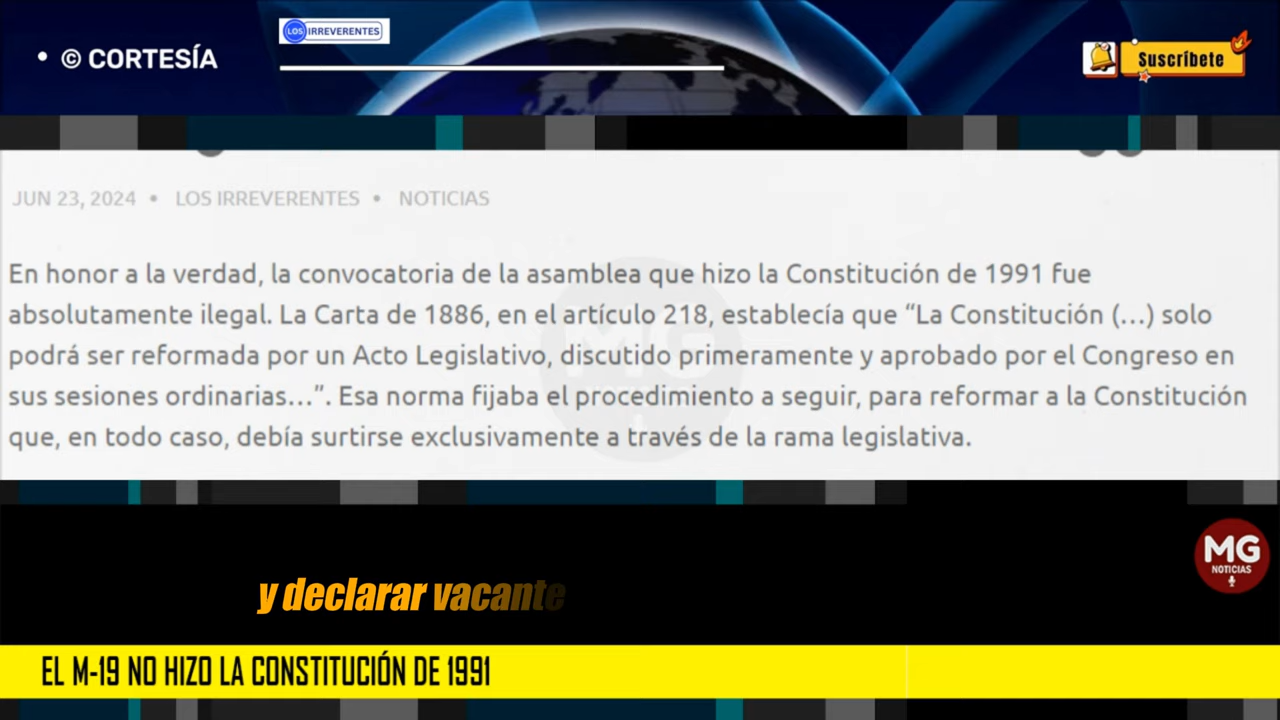 • © CORTESÍA
LOS IRREVERENTES
Suscríbete
JUN 23, 2024 • LOS IRREVERENTES • NOTICIAS
En honor a la verdad, la convocatoria de la asamblea que hizo la Constitución de 1991 fue
absolutamente ilegal. La Carta de 1886, en el artículo 218, establecía que “La Constitución (...) solo
podrá ser reformada por un Acto Legislativo, discutido primeramente y aprobado por el Congreso en
sus sesiones ordinarias...”. Esa norma fijaba el procedimiento a seguir, para reformar a la Constitución
que, en todo caso, debía surtirse exclusivamente a través de la rama legislativa.
MG
NOTICIAS
y declarar vacante
EL M-19 NO HIZO LA CONSTITUCIÓN DE 1991